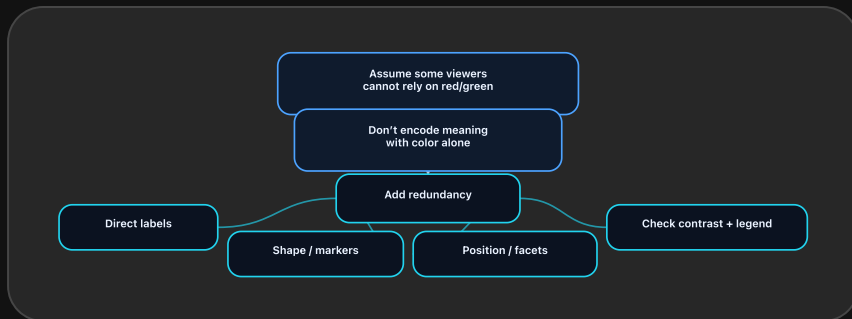 Assume some viewers
cannot rely on red/green
Don’t encode meaning
with color alone
Add redundancy
Direct labels
Shape / markers
Position / facets
Check contrast + legend